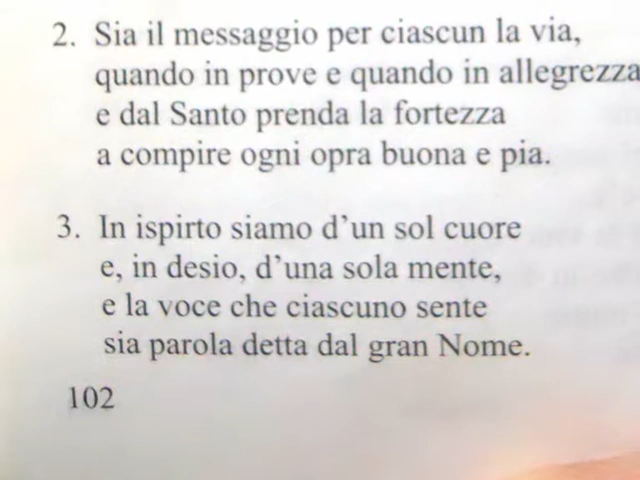 2. Sia il messaggio per ciascun la via,
quando in prove e quando in allegrezza
e dal Santo prenda la fortezza
a compire ogni opra buona e pia.
3. In ispirto siamo d'un sol cuore
e, in desio, d'una sola mente,
e la voce che ciascuno sente
sia parola detta dal gran Nome.
102